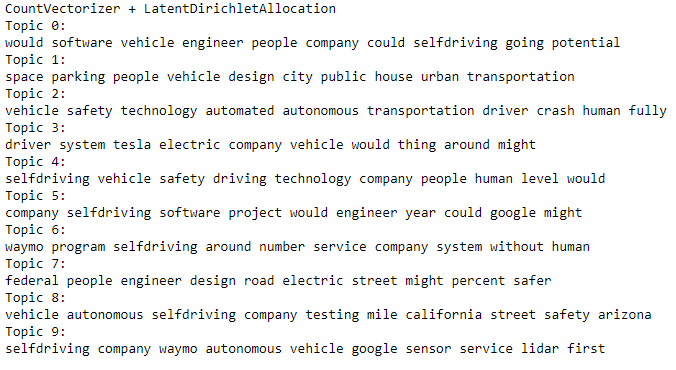 CountVectorizer + LatentDirichletAllocation
Topic 0:
would software vehicle engineer people company could selfdriving going potential
Topic 1:
space parking people vehicle design city public house urban transportation
Topic 2:
vehicle safety technology automated autonomous transportation driver crash human fully
Topic 3:
driver system tesla electric company vehicle would thing around might
Topic 4:
selfdriving vehicle safety driving technology company people human level would
Topic 5:
company selfdriving software project would engineer year could google might
Topic 6:
waymo program selfdriving around number service company system without human
Topic 7:
federal people engineer design road electric street might percent safer
Topic 8:
vehicle autonomous selfdriving company testing mile california street safety arizona
Topic 9:
selfdriving company waymo autonomous vehicle google sensor service lidar first